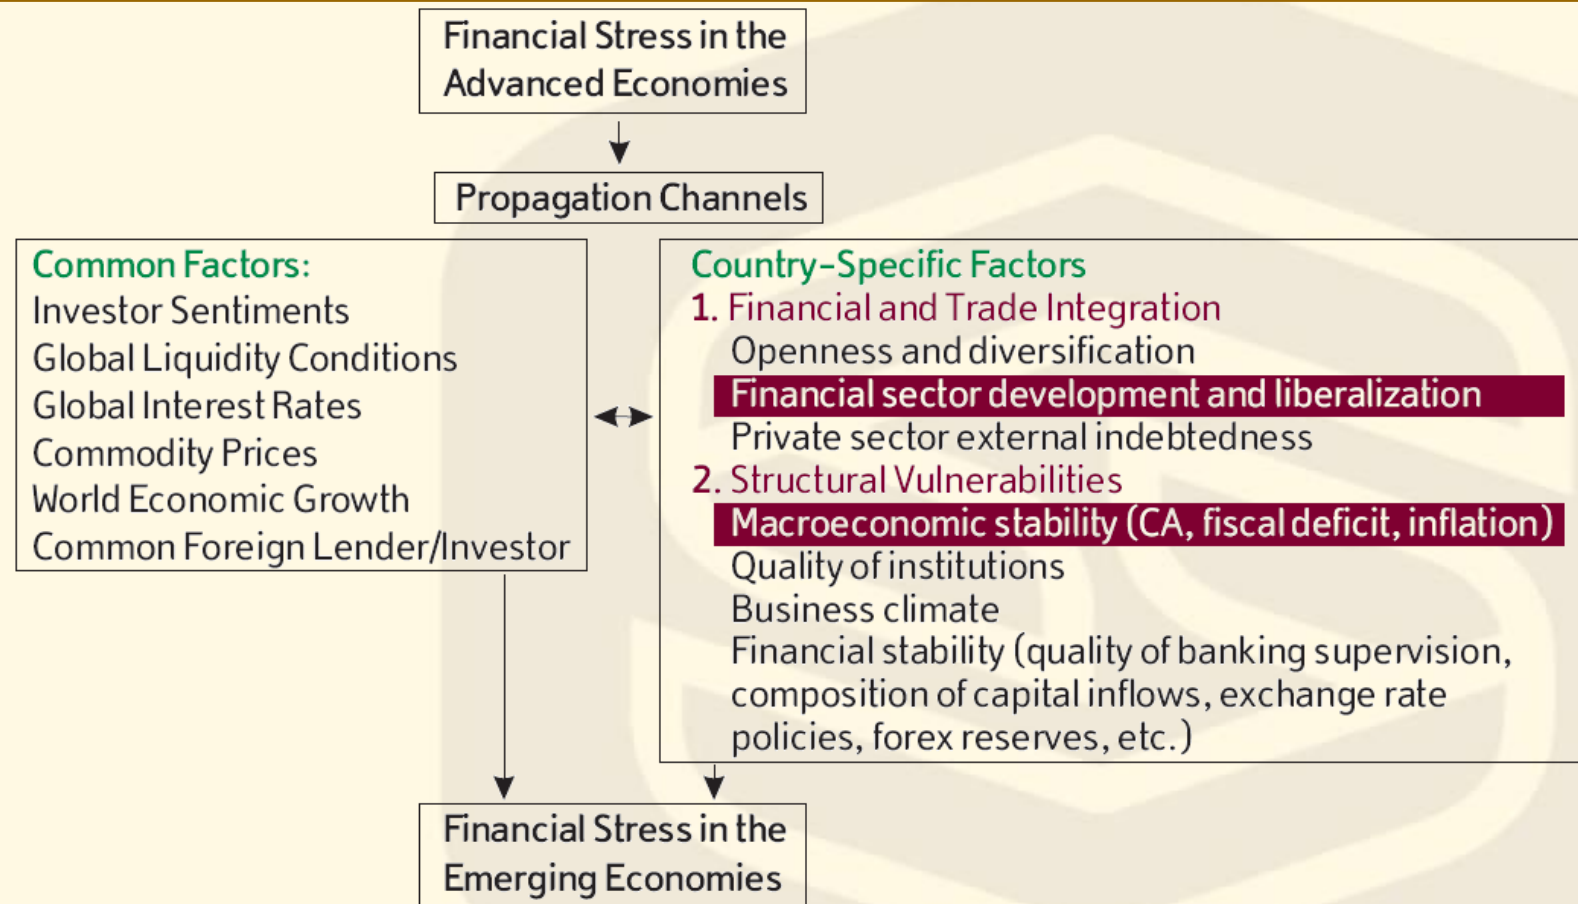 Financial Stress in the
Advanced Economies
Propagation Channels
Common Factors:
Investor Sentiments
Global Liquidity Conditions
Global Interest Rates
Commodity Prices
World Economic Growth
Common Foreign Lender/Investor
Country-Specific Factors
1. Financial and Trade Integration
Openness and diversification
Financial sector development and liberalization
Private sector external indebtedness
2. Structural Vulnerabilities
Macroeconomic stability (CA, fiscal deficit, inflation)
Quality of institutions
Business climate
Financial stability (quality of banking supervision,
composition of capital inflows, exchange rate
policies, forex reserves, etc.)
Financial Stress in the
Emerging Economies